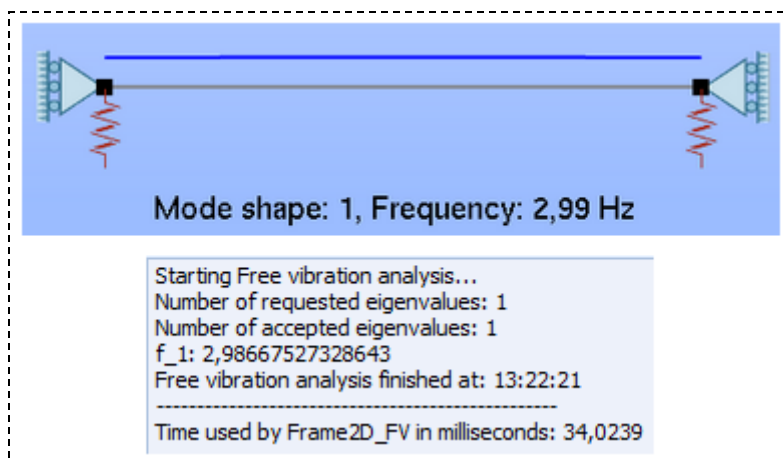 Mode shape: 1, Frequency: 2,99 Hz
Starting Free vibration analysis...
Number of requested eigenvalues: 1
Number of accepted eigenvalues: 1
f_1: 2,98667527328643
Free vibration analysis finished at: 13:22:21
----------------------------------------------------
Time used by Frame2D_FV in milliseconds: 34,0239